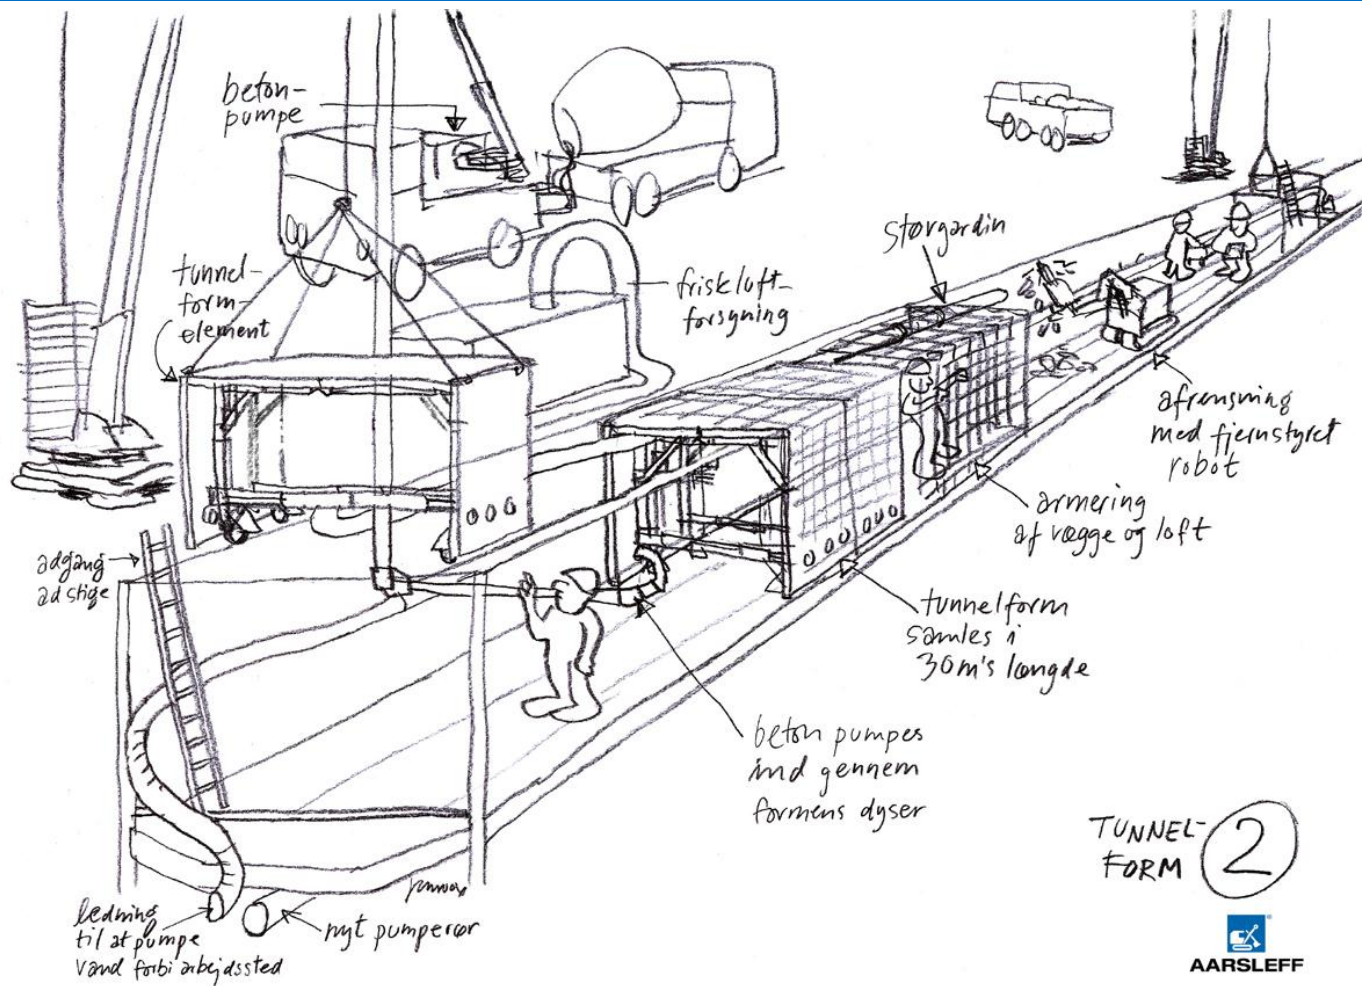 beton-
pumpe
tunnel-
form-
element
størgardin
friskluft-
forsyning
afrensning
med fjernstyret
robot
armering
af vægge og loft
adgang
ad stige
tunnelform
samles i
30m's længde
beton pumpes
ind gennem
formens dyser
TUNNEL-
FORM
2
ledning
til at pumpe
vand forbi arbejdssted
nyt pumperør
AARSLEFF